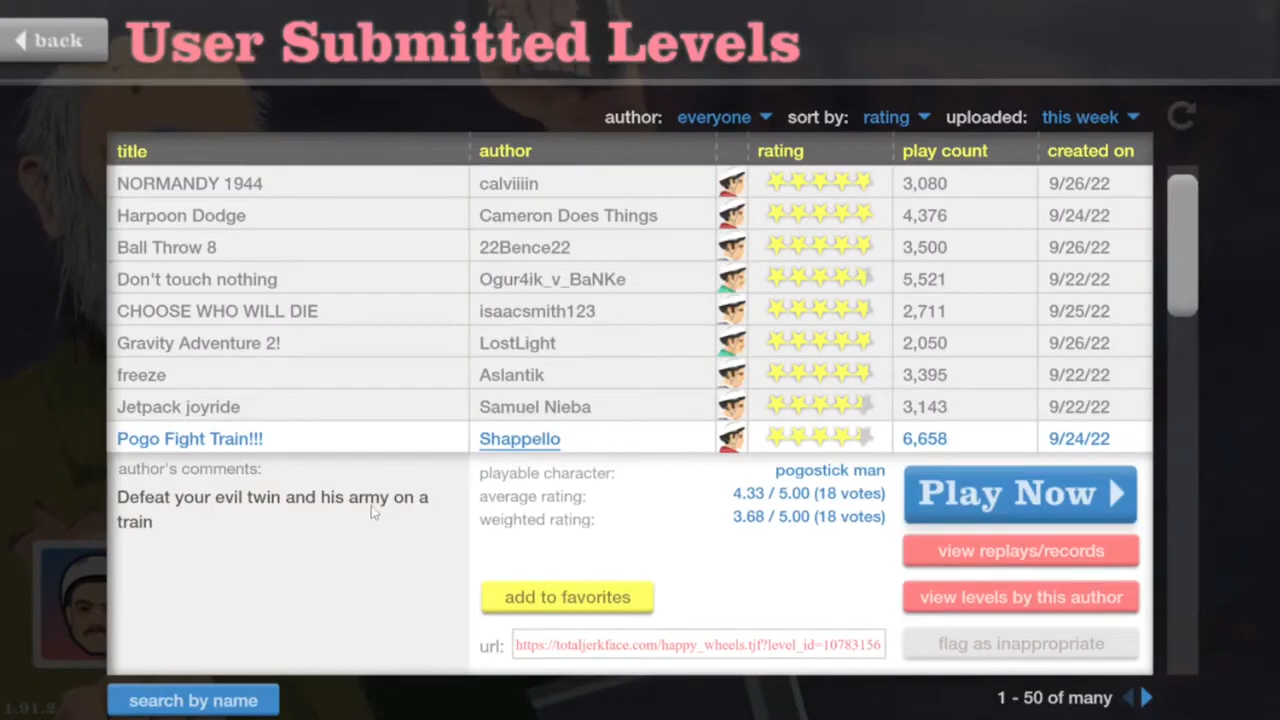 back
User Submitted Levels
author: everyone sort by: rating uploaded: this week
title author rating play count created on
NORMANDY 1944 calviiiin 3,080 9/26/22
Harpoon Dodge Cameron Does Things 4,376 9/24/22
Ball Throw 8 22Bence22 3,500 9/26/22
Don't touch nothing Ogur4ik_v_BaNKe 5,521 9/22/22
CHOOSE WHO WILL DIE isaacsmith123 2,711 9/25/22
Gravity Adventure 2! LostLight 2,050 9/26/22
freeze Aslantik 3,395 9/22/22
Jetpack joyride Samuel Nieba 3,143 9/22/22
Pogo Fight Train!!! Shappello 6,658 9/24/22
author's comments:
Defeat your evil twin and his army on a
train
playable character: pogostick man
average rating: 4.33 / 5.00 (18 votes)
weighted rating: 3.68 / 5.00 (18 votes)
add to favorites
url: https://totaljerkface.com/happy_wheels.tjf?level_id=10783156
Play Now
view replays/records
view levels by this author
flag as inappropriate
search by name
1 - 50 of many
1.91.2